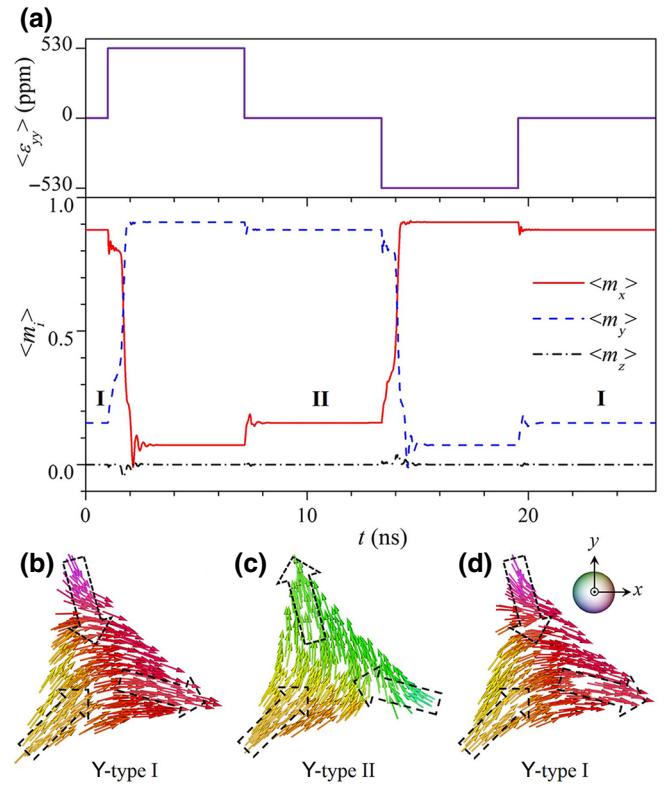 (a)
530
0
−530
<ε_yy> (ppm)
1.0
0.5
0.0
<m_i>
<m_x>
<m_y>
<m_z>
I
II
I
0
10
20
t (ns)
(b)
(c)
(d)
y
x
Y-type I
Y-type II
Y-type I